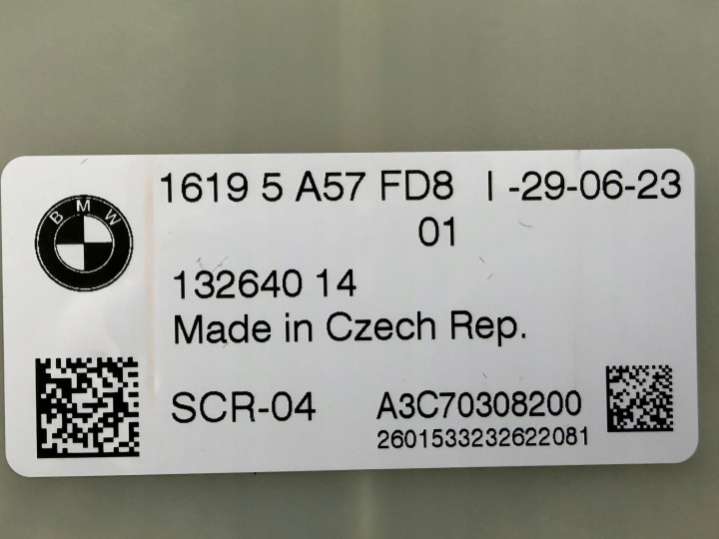 BMW
1619 5 A57 FD8 I -29-06-23
01
132640 14
Made in Czech Rep.
SCR-04 A3C70308200
2601533232622081